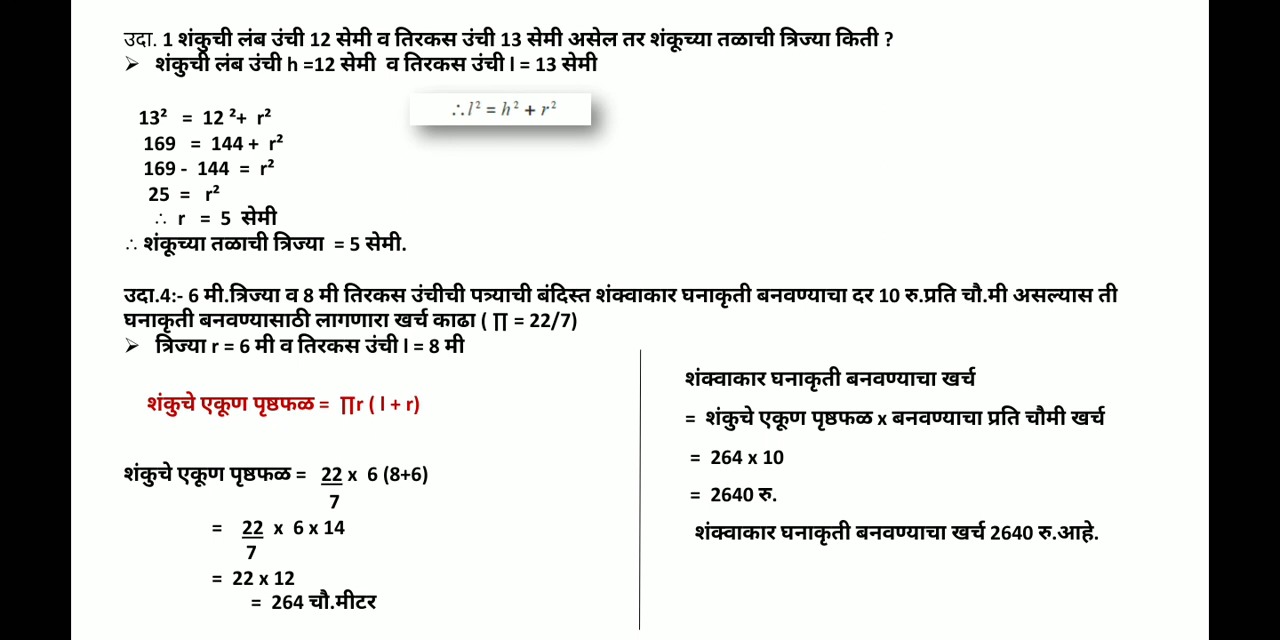 उदा. 1 शंकुची लंब उंची 12 सेमी व तिरकस उंची 13 सेमी असेल तर शंकूच्या तळाची त्रिज्या किती ?
➢ शंकुची लंब उंची h =12 सेमी व तिरकस उंची l = 13 सेमी
∴l² = h² + r²
13² = 12 ²+ r²
169 = 144 + r²
169 - 144 = r²
25 = r²
∴ r = 5 सेमी
∴ शंकूच्या तळाची त्रिज्या = 5 सेमी.
उदा.4:- 6 मी.त्रिज्या व 8 मी तिरकस उंचीची पत्र्याची बंदिस्त शंक्वाकार घनाकृती बनवण्याचा दर 10 रु.प्रति चौ.मी असल्यास ती
घनाकृती बनवण्यासाठी लागणारा खर्च काढा ( ∏ = 22/7)
➢ त्रिज्या r = 6 मी व तिरकस उंची l = 8 मी
शंकुचे एकूण पृष्ठफळ = ∏r ( l + r)
शंकुचे एकूण पृष्ठफळ = 22 x 6 (8+6)
7
= 22 x 6 x 14
7
= 22 x 12
= 264 चौ.मीटर
शंक्वाकार घनाकृती बनवण्याचा खर्च
= शंकुचे एकूण पृष्ठफळ x बनवण्याचा प्रति चौमी खर्च
= 264 x 10
= 2640 रु.
शंक्वाकार घनाकृती बनवण्याचा खर्च 2640 रु.आहे.